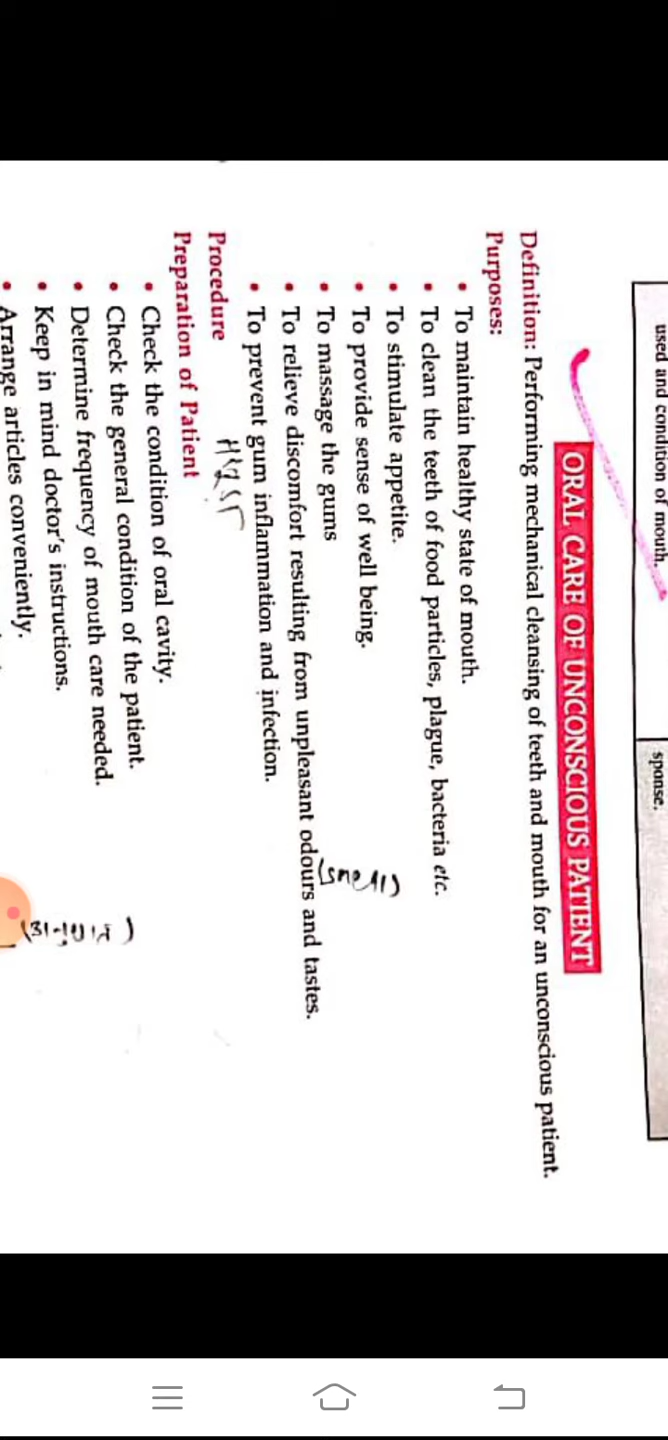 used and condition of mouth.
sponse.
ORAL CARE OF UNCONSCIOUS PATIENT
Definition: Performing mechanical cleansing of teeth and mouth for an unconscious patient.
Purposes:
• To maintain healthy state of mouth.
• To clean the teeth of food particles, plague, bacteria etc.
• To stimulate appetite.
• To provide sense of well being.
• To massage the gums
• To relieve discomfort resulting from unpleasant odours and tastes.
• To prevent gum inflammation and infection.
Procedure
Preparation of Patient
• Check the condition of oral cavity.
• Check the general condition of the patient.
• Determine frequency of mouth care needed.
• Keep in mind doctor's instructions.
• Arrange articles conveniently.